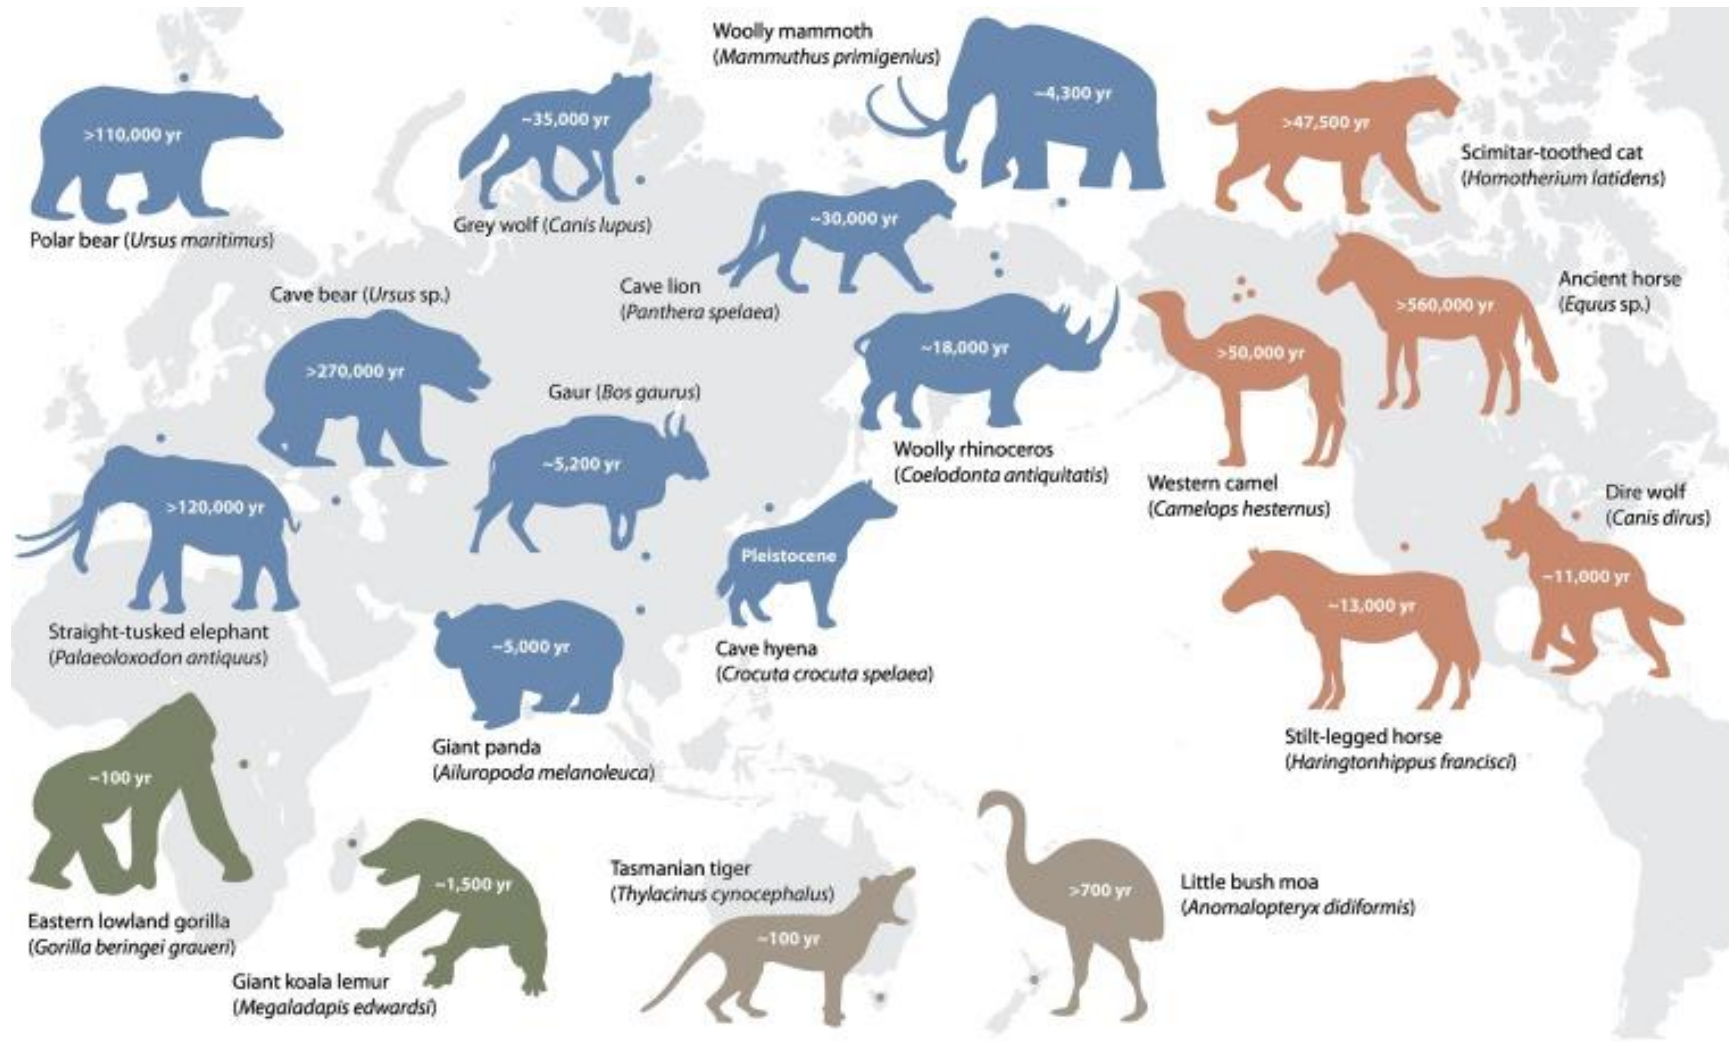 Woolly mammoth
(Mammuthus primigenius)
~4,300 yr
>110,000 yr
Polar bear (Ursus maritimus)
~35,000 yr
Grey wolf (Canis lupus)
>47,500 yr
Scimitar-toothed cat
(Homotherium latidens)
~30,000 yr
Cave lion
(Panthera spelaea)
Cave bear (Ursus sp.)
>270,000 yr
Ancient horse
(Equus sp.)
>560,000 yr
~18,000 yr
Woolly rhinoceros
(Coelodonta antiquitatis)
>50,000 yr
Western camel
(Camelops hesternus)
Gaur (Bos gaurus)
~5,200 yr
>120,000 yr
Straight-tusked elephant
(Palaeoloxodon antiquus)
Pleistocene
Cave hyena
(Crocuta crocuta spelaea)
Dire wolf
(Canis dirus)
~11,000 yr
~13,000 yr
Stilt-legged horse
(Haringtonhippus francisci)
~5,000 yr
Giant panda
(Ailuropoda melanoleuca)
~100 yr
Eastern lowland gorilla
(Gorilla beringei graueri)
~1,500 yr
Giant koala lemur
(Megaladapis edwardsi)
Tasmanian tiger
(Thylacinus cynocephalus)
~100 yr
>700 yr
Little bush moa
(Anomalopteryx didiformis)